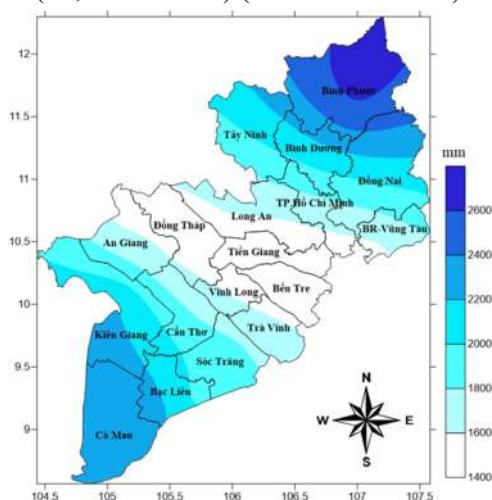 12
11.5
11
10.5
10
9.5
9
104.5 105 105.5 106 106.5 107 107.5
Bình Phước
Tây Ninh
Bình Dương
Đồng Nai
TP.Hồ Chí Minh
Long An
BR-Vũng Tàu
Đồng Tháp
An Giang
Tiền Giang
Vĩnh Long
Bến Tre
Kiên Giang
Cần Thơ
Trà Vinh
Sóc Trăng
Bạc Liêu
Cà Mau
N
W E
S
mm
2600
2400
2200
2000
1800
1600
1400